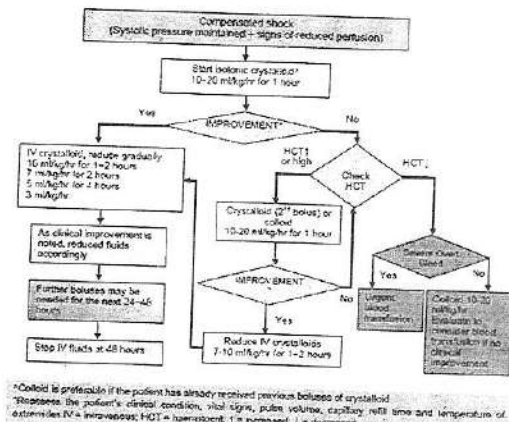 Compensated shock
(Systolic pressure maintained + signs of reduced perfusion)
Start isotonic crystalloid*
10–20 ml/kg/hr for 1 hour
IMPROVEMENT*
Yes
No
IV crystalloid, reduce gradually
10 ml/kg/hr for 1–2 hours
7 ml/kg/hr for 2 hours
5 ml/kg/hr for 4 hours
3 ml/kg/hr
As clinical improvement is
noted, reduced fluids
accordingly
Further boluses may be
needed for the next 24–48
hours
Stop IV fluids at 48 hours
HCT↑
or high
Check
HCT
HCT↓
Crystalloid (2nd bolus) or
colloid
10-20 ml/kg/hr for 1 hour
IMPROVEMENT
No
Yes
Reduce IV crystalloids
7-10 ml/kg/hr for 1–2 hours
Severe Overt
Blood
Yes
No
Urgent
blood
transfusion
Colloid 10-20
ml/kg/hr
Evaluate to
consider blood
transfusion if no
clinical
improvement
*Colloid is preferable if the patient has already received previous boluses of crystalloid
*Reassess the patient's clinical condition, vital signs, pulse volume, capillary refill time and temperature of
extremities. IV = intravenous; HCT = haematocrit.